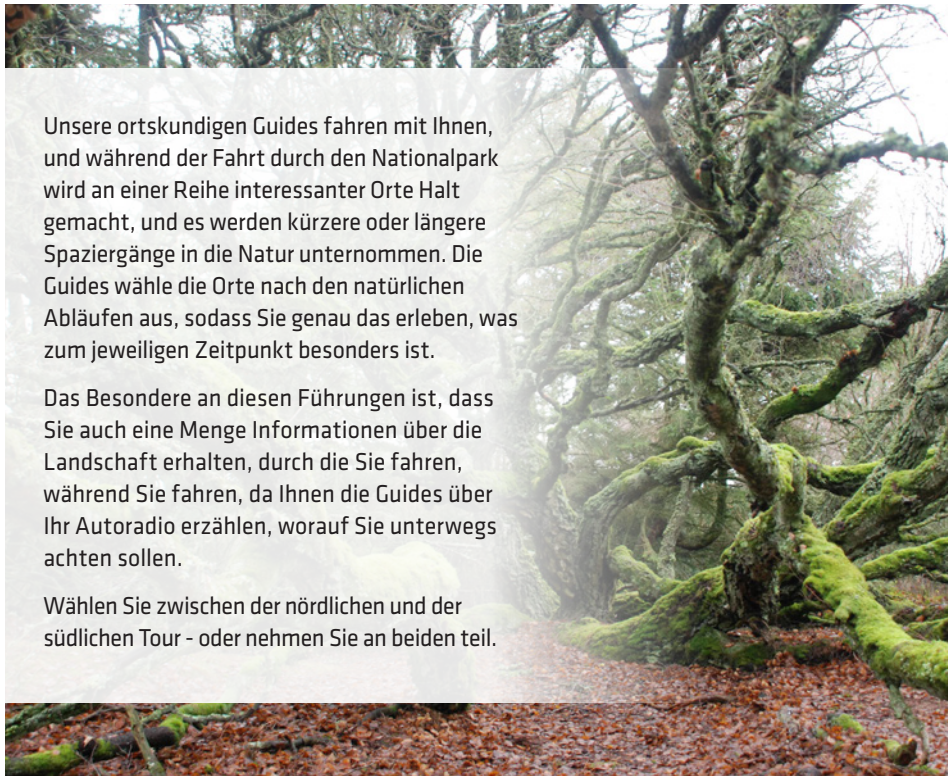 Unsere ortskundigen Guides fahren mit Ihnen,
und während der Fahrt durch den Nationalpark
wird an einer Reihe interessanter Orte Halt
gemacht, und es werden kürzere oder längere
Spaziergänge in die Natur unternommen. Die
Guides wähle die Orte nach den natürlichen
Abläufen aus, sodass Sie genau das erleben, was
zum jeweiligen Zeitpunkt besonders ist.
Das Besondere an diesen Führungen ist, dass
Sie auch eine Menge Informationen über die
Landschaft erhalten, durch die Sie fahren,
während Sie fahren, da Ihnen die Guides über
Ihr Autoradio erzählen, worauf Sie unterwegs
achten sollen.
Wählen Sie zwischen der nördlichen und der
südlichen Tour - oder nehmen Sie an beiden teil.